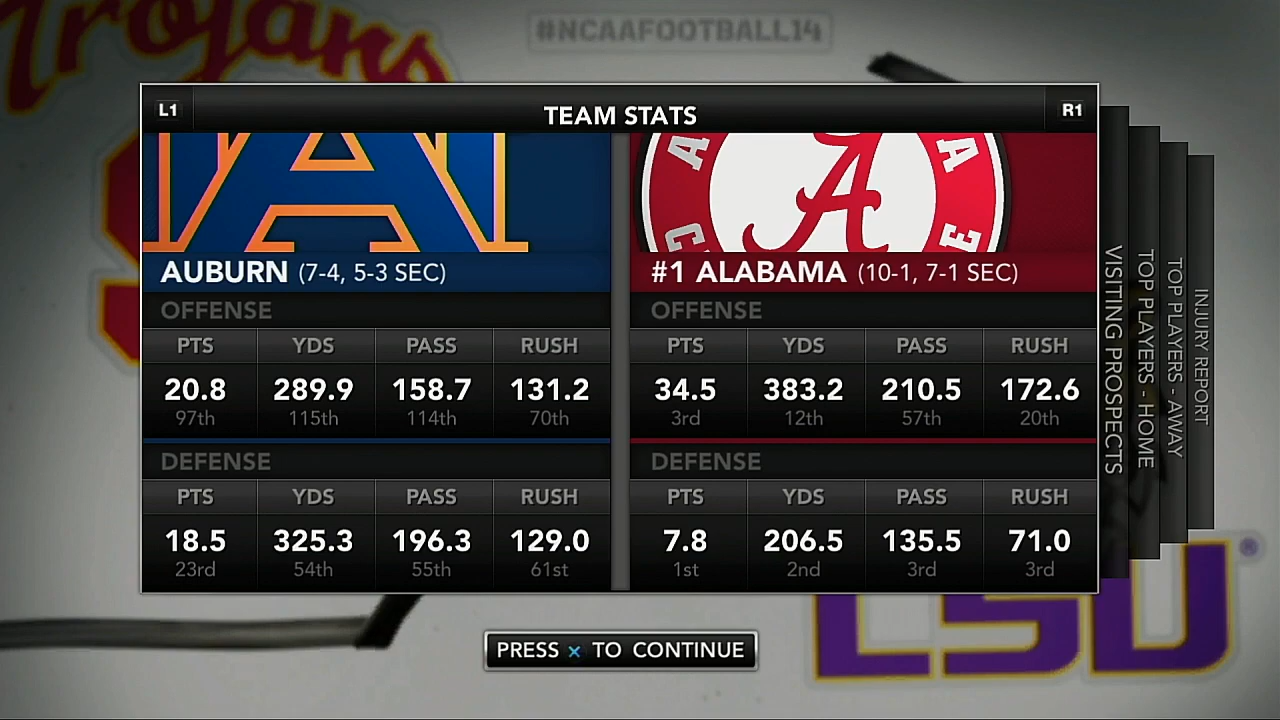 Trojans
#NCAAFOOTBALL14
L1
TEAM STATS
R1
A
A
A
C
E
AUBURN (7-4, 5-3 SEC)
#1 ALABAMA (10-1, 7-1 SEC)
OFFENSE
OFFENSE
PTS YDS PASS RUSH
PTS YDS PASS RUSH
20.8 289.9 158.7 131.2
34.5 383.2 210.5 172.6
97th 115th 114th 70th
3rd 12th 57th 20th
DEFENSE
DEFENSE
PTS YDS PASS RUSH
PTS YDS PASS RUSH
18.5 325.3 196.3 129.0
7.8 206.5 135.5 71.0
23rd 54th 55th 61st
1st 2nd 3rd 3rd
VISITING PROSPECTS
TOP PLAYERS - HOME
TOP PLAYERS - AWAY
INJURY REPORT
LSU ®
PRESS × TO CONTINUE